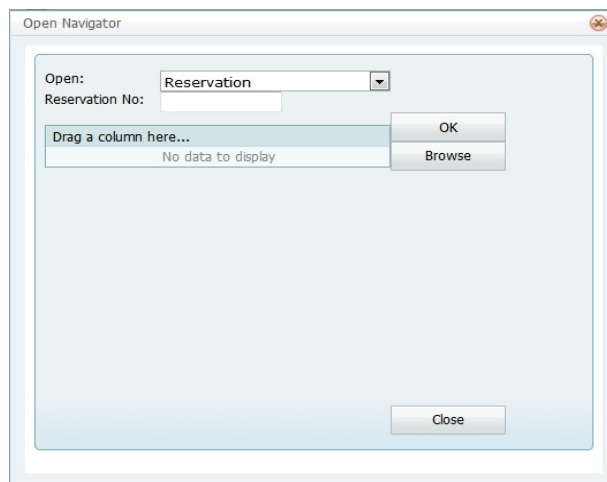 Open Navigator
Open: Reservation
Reservation No:
OK
Drag a column here...
Browse
No data to display
Close